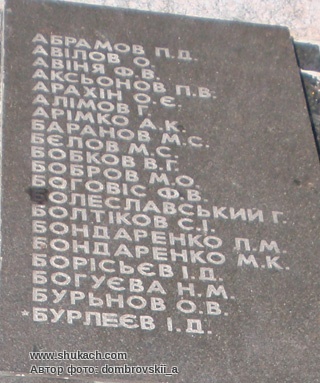 АБРАМОВ П.Д.
АВІЛОВ О.
АВІНЯ Ф.В.
АКСЬОНОВ П.В.
АРАХІН О.Є.
АЛІМОВ Г.
АРІМКО А.К.
БАРАНОВ М.С.
БЄЛОВ М.С.
БОБКОВ В.Г.
БОБРОВ М.О.
БОГОВІС Ф.В.
БОЛЕСЛАВСЬКИЙ Г.
БОЛТІКОВ Є.І.
БОНДАРЕНКО П.М.
БОНДАРЕНКО М.К.
БОРІСЬЄВ І.Д.
БОГУЄВА Н.М.
БУРЬНОВ О.В.
*БУРЛЕЄВ І.Д.
www.shukach.com
Автор фото: dombrovskii_a